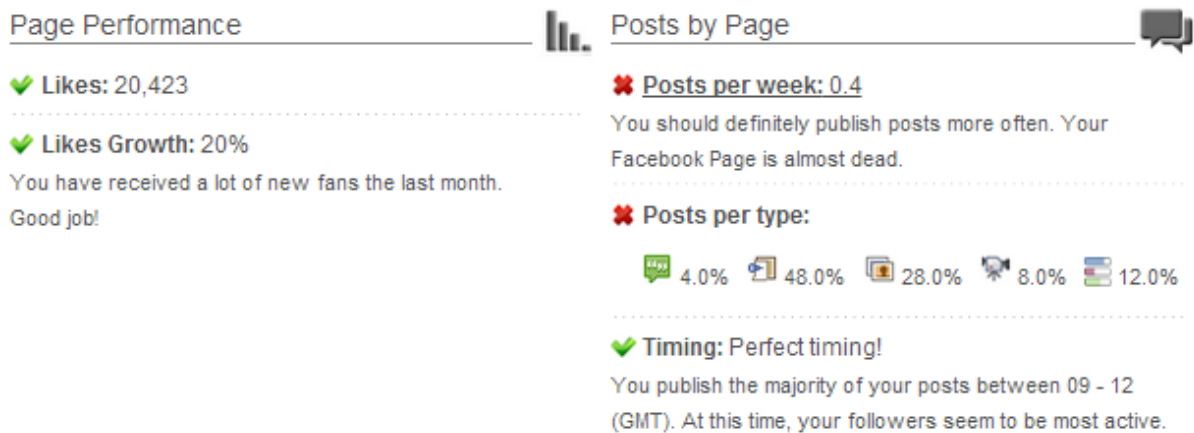 Page Performance
Likes: 20,423
Likes Growth: 20%
You have received a lot of new fans the last month.
Good job!
Posts by Page
Posts per week: 0.4
You should definitely publish posts more often. Your
Facebook Page is almost dead.
Posts per type:
4.0% 48.0% 28.0% 8.0% 12.0%
Timing: Perfect timing!
You publish the majority of your posts between 09 - 12
(GMT). At this time, your followers seem to be most active.